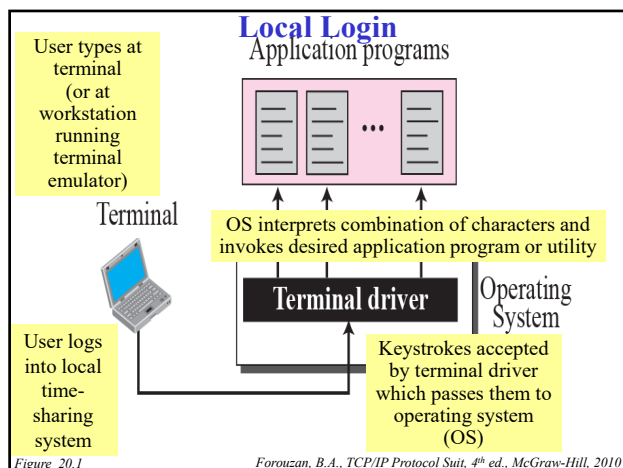 Local Login
User types at
terminal
(or at
workstation
running
terminal
emulator)
Application programs
•••
Terminal
OS interprets combination of characters and
invokes desired application program or utility
Terminal driver
Operating
System
User logs
into local
time-
sharing
system
Keystrokes accepted
by terminal driver
which passes them to
operating system
(OS)
Figure 20.1
Forouzan, B.A., TCP/IP Protocol Suit, 4th ed., McGraw-Hill, 2010